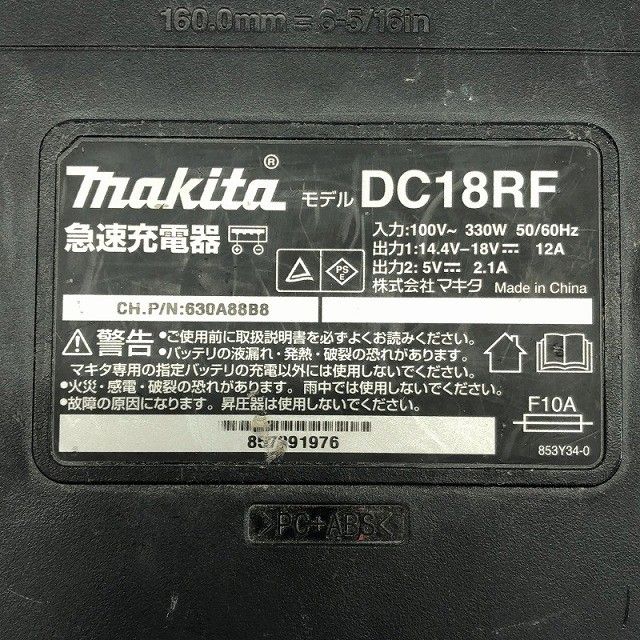 160.0mm ≒ 6-5/16in
makita® モデル DC18RF
急速充電器
入力:100V~ 330W 50/60Hz
出力1:14.4V-18V⎓ 12A
出力2: 5V⎓ 2.1A
株式会社マキタ Made in China
PS
E
CH.P/N:630A88B8
⚠警告 •ご使用前に取扱説明書を必ずよくお読みください。
•バッテリの液漏れ・発熱・破裂の恐れがあります。
マキタ専用の指定バッテリの充電以外には使用しないでください。
•火災・感電・破裂の恐れがあります。雨中では使用しないでください。
•故障の原因になります。昇圧器は使用しないでください。
F10A
853Y34-0
>PC+ABS<